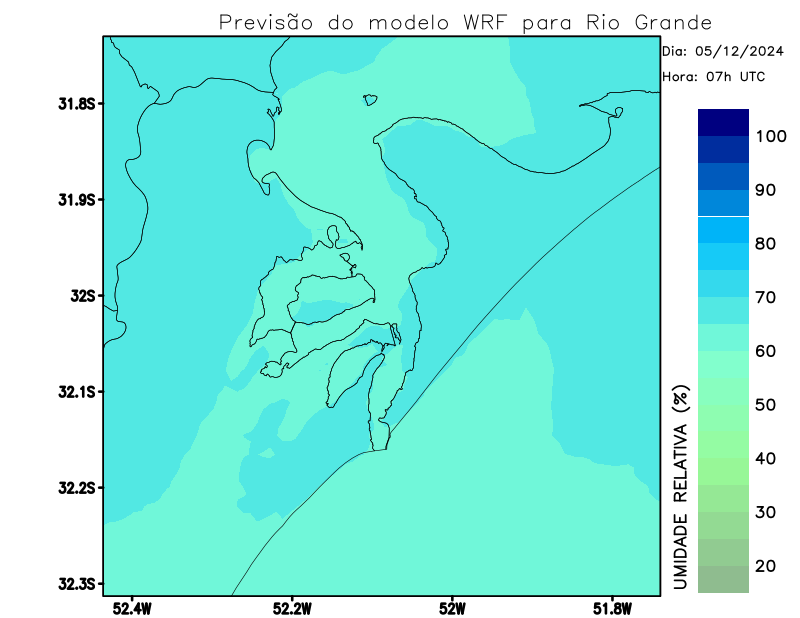 Previsão do modelo WRF para Rio Grande
Dia: 05/12/2024
Hora: 07h UTC
31.8S
31.9S
32S
32.1S
32.2S
32.3S
52.4W
52.2W
52W
51.8W
100
90
80
70
60
50
40
30
20
UMIDADE RELATIVA (%)